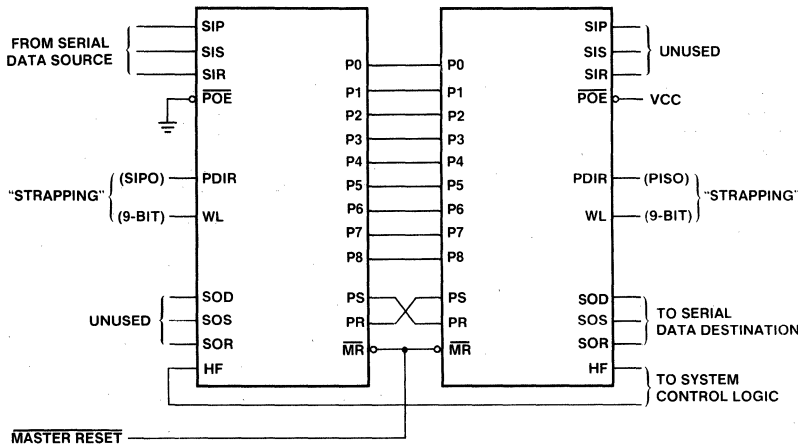 FROM SERIAL
DATA SOURCE
SIP
SIS
SIR
POE
"STRAPPING"
(SIPO)
PDIR
(9-BIT)
WL
UNUSED
SOD
SOS
SOR
HF
P0
P1
P2
P3
P4
P5
P6
P7
P8
PS
PR
MR
P0
P1
P2
P3
P4
P5
P6
P7
P8
PS
PR
MR
SIP
SIS
SIR
UNUSED
POE
VCC
PDIR
(PISO)
"STRAPPING"
WL
(9-BIT)
SOD
SOS
SOR
TO SERIAL
DATA DESTINATION
HF
TO SYSTEM
CONTROL LOGIC
MASTER RESET